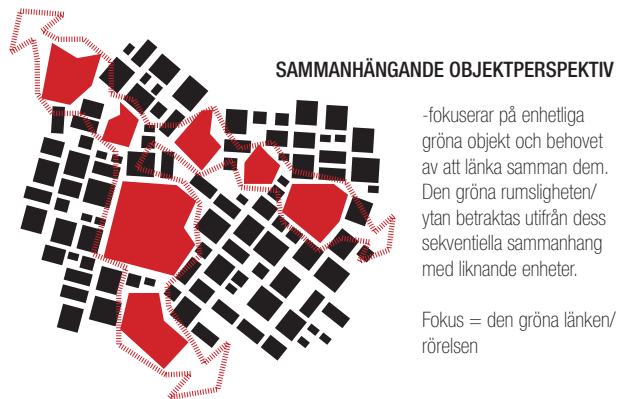 SAMMANHÄNGANDE OBJEKTPERSPEKTIV
-fokuserar på enhetliga
gröna objekt och behovet
av att länka samman dem.
Den gröna rumsligheten/
ytan betraktas utifrån dess
sekventiella sammanhang
med liknande enheter.
Fokus = den gröna länken/
rörelsen